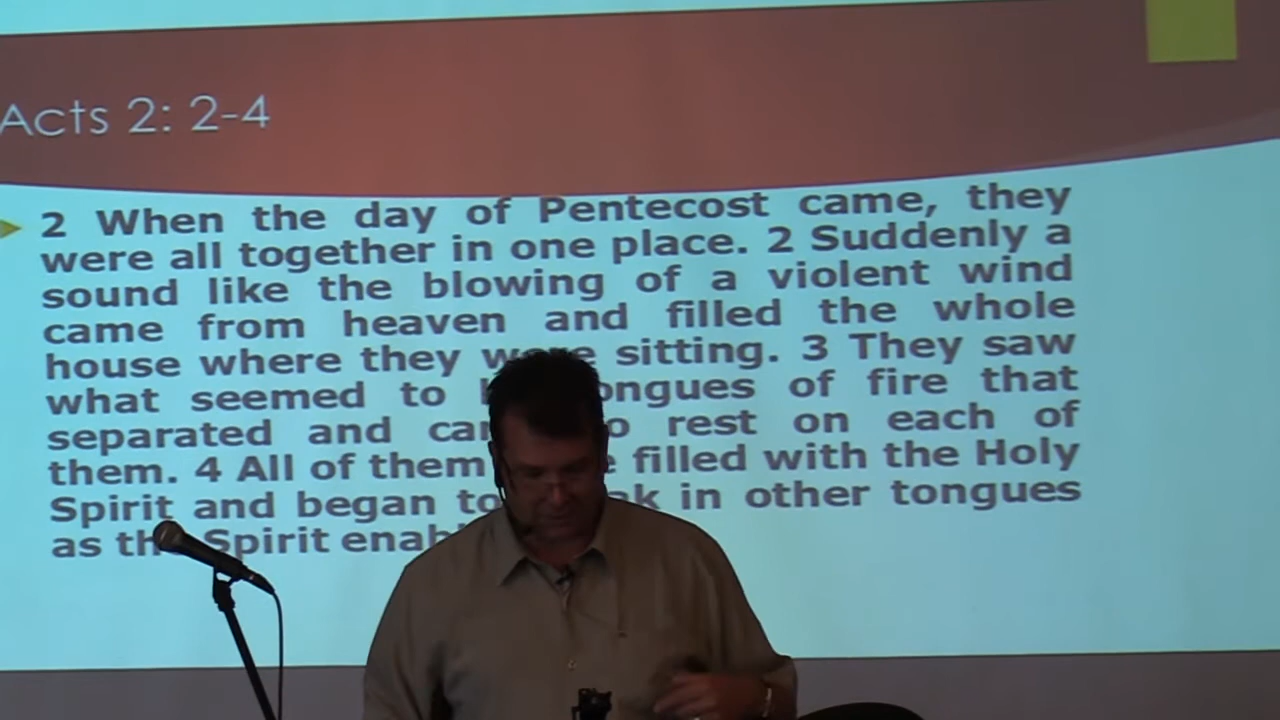 Acts 2: 2-4
2 When the day of Pentecost came, they
were all together in one place. 2 Suddenly a
sound like the blowing of a violent wind
came from heaven and filled the whole
house where they were sitting. 3 They saw
what seemed to tongues of fire that
separated and rest on each of
them. 4 All of them filled with the Holy
Spirit and began to in other tongues
as the Spirit